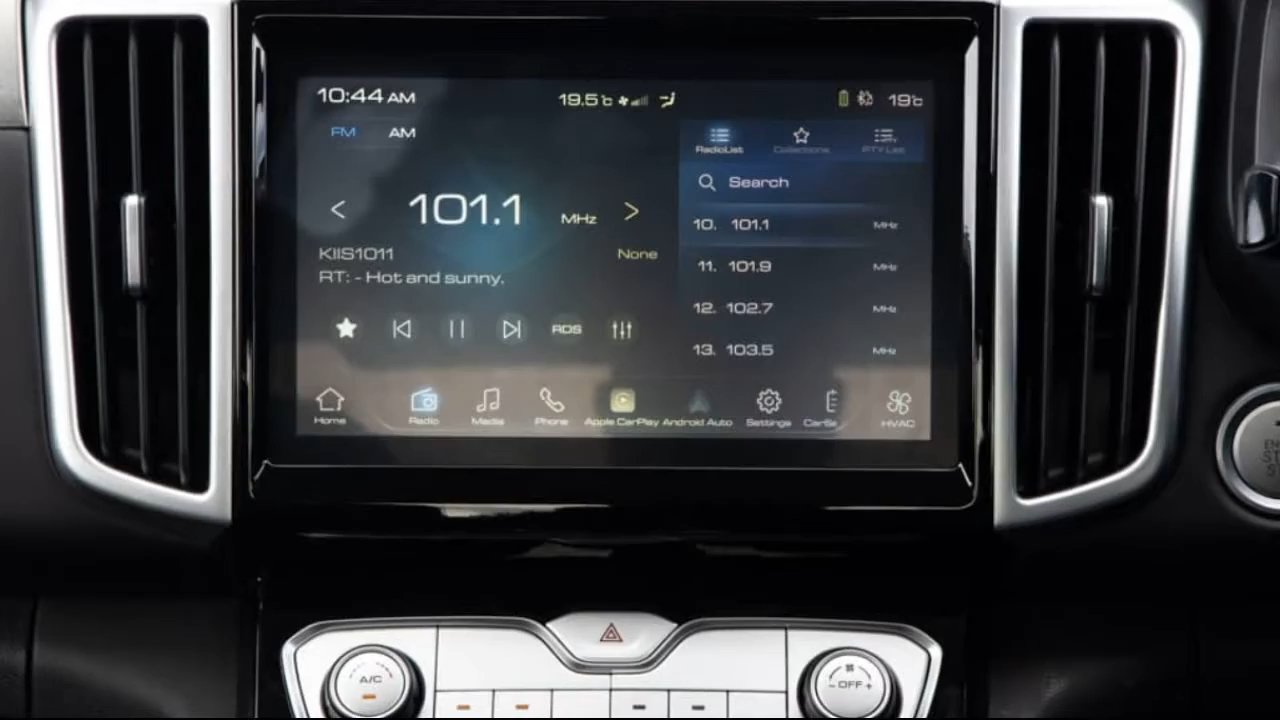 10:44 AM
19.5℃
19℃
FM AM
RadioList Collections PTY List
Search
101.1 MHz
10. 101.1 MHz
KIIS1011 None
11. 101.9 MHz
RT: - Hot and sunny.
12. 102.7 MHz
RDS
13. 103.5 MHz
Home Radio Media Phone Apple CarPlay Android Auto Settings CarSe HVAC
A/C
- OFF +